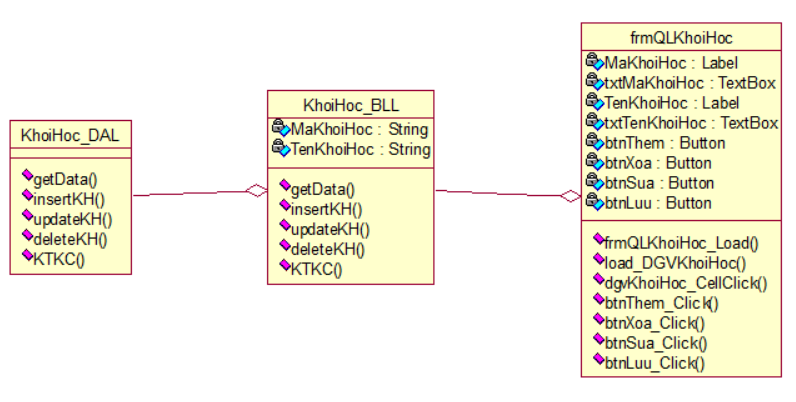 KhoiHoc_DAL
getData()
insertKH()
updateKH()
deleteKH()
KTKC()
KhoiHoc_BLL
MaKhoiHoc : String
TenKhoiHoc : String
getData()
insertKH()
updateKH()
deleteKH()
KTKC()
frmQLKhoiHoc
MaKhoiHoc : Label
txtMaKhoiHoc : TextBox
TenKhoiHoc : Label
txtTenKhoiHoc : TextBox
btnThem : Button
btnXoa : Button
btnSua : Button
btnLuu : Button
frmQLKhoiHoc_Load()
load_DGVKhoiHoc()
dgvKhoiHoc_CellClick()
btnThem_Click()
btnXoa_Click()
btnSua_Click()
btnLuu_Click()